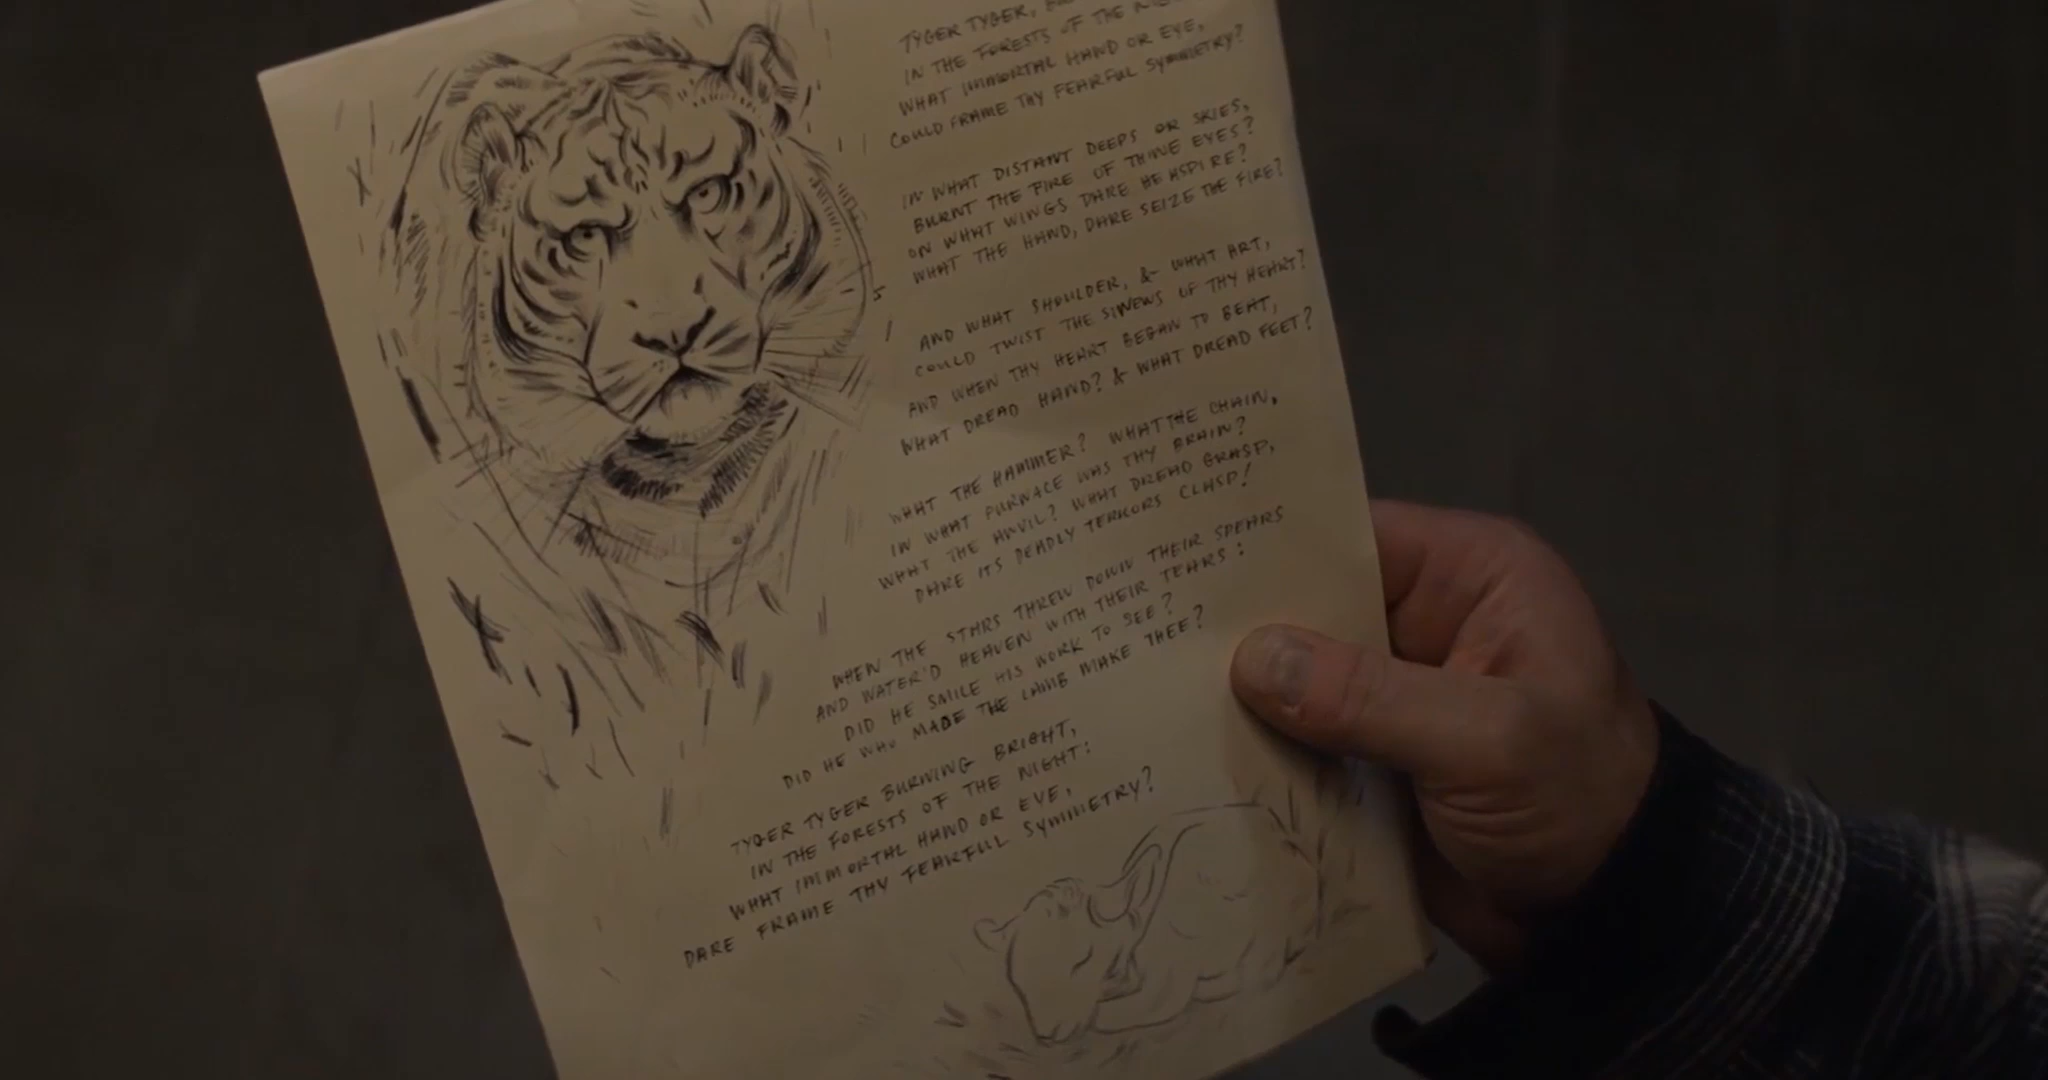 TYGER TYGER,
IN THE FORESTS OF THE
WHAT IMMORTAL HAND OR EYE,
COULD FRAME THY FEARFUL SYMMETRY?
IN WHAT DISTANT DEEPS OR SKIES,
BURNT THE FIRE OF THINE EYES?
ON WHAT WINGS DARE HE ASPIRE?
WHAT THE HAND, DARE SEIZE THE FIRE?
AND WHAT SHOULDER, & WHAT ART,
COULD TWIST THE SINEWS OF THY HEART?
AND WHEN THY HEART BEGAN TO BEAT,
WHAT DREAD HAND? & WHAT DREAD FEET?
WHAT THE HAMMER? WHAT THE CHAIN,
IN WHAT FURNACE WAS THY BRAIN?
WHAT THE ANVIL? WHAT DREAD GRASP,
DARE ITS DEADLY TERRORS CLASP!
WHEN THE STARS THREW DOWN THEIR SPEARS
AND WATER'D HEAVEN WITH THEIR TEARS:
DID HE SMILE HIS WORK TO SEE?
DID HE WHO MADE THE LAMB MAKE THEE?
TYGER TYGER BURNING BRIGHT,
IN THE FORESTS OF THE NIGHT:
WHAT IMMORTAL HAND OR EYE,
DARE FRAME THY FEARFUL SYMMETRY?